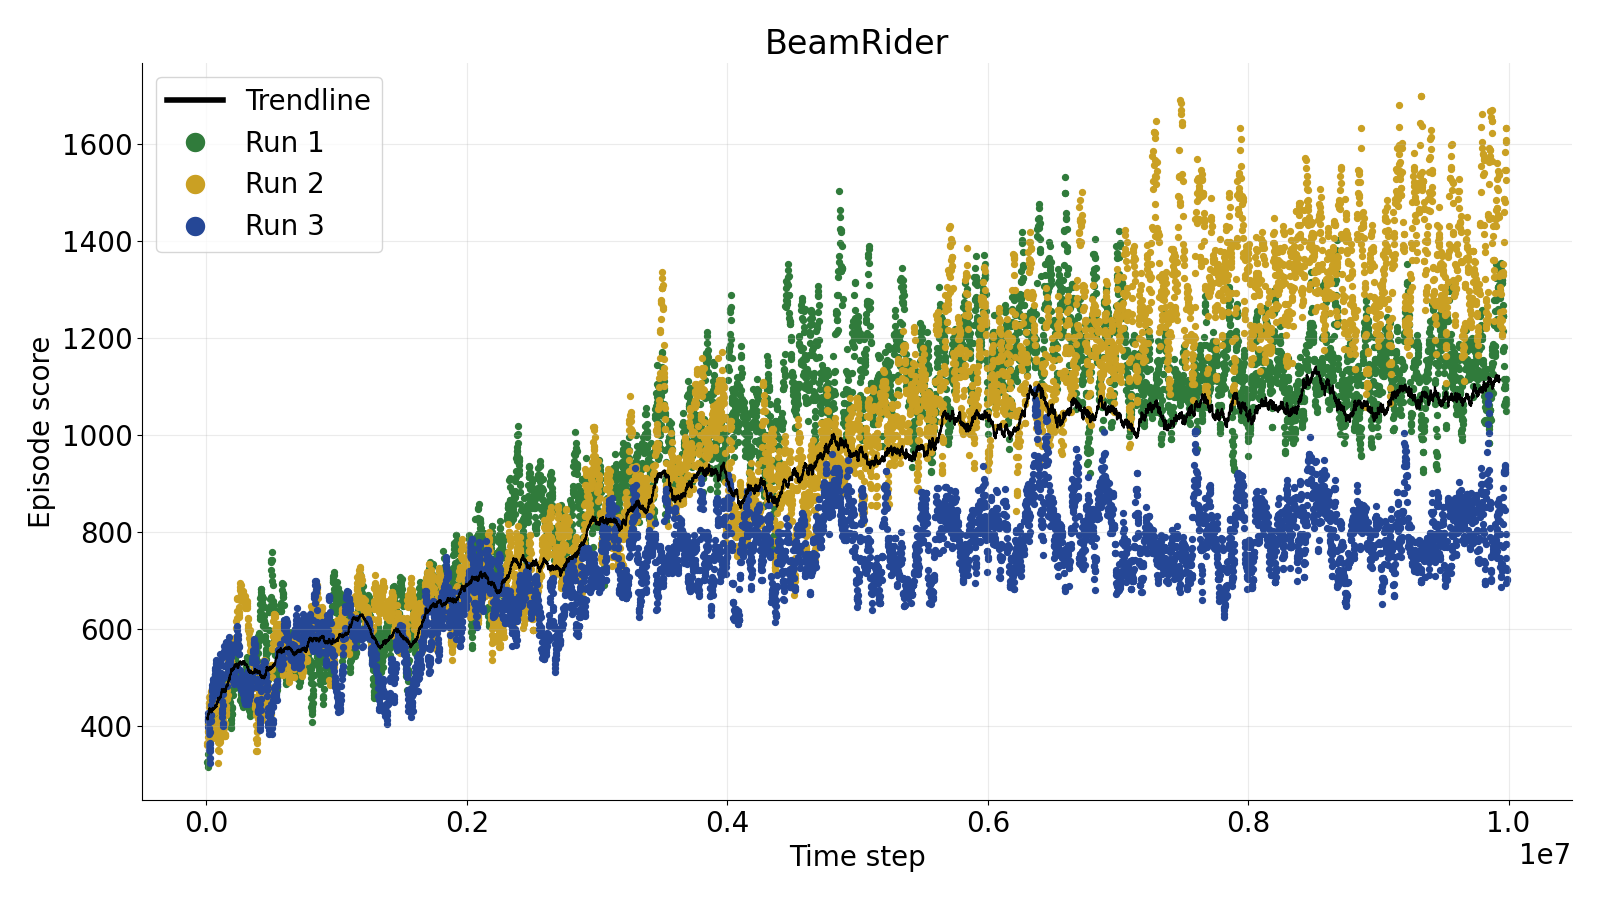 BeamRider
Trendline
Run 1
Run 2
Run 3
Episode score
1600
1400
1200
1000
800
600
400
0.0
0.2
0.4
0.6
0.8
1.0
1e7
Time step